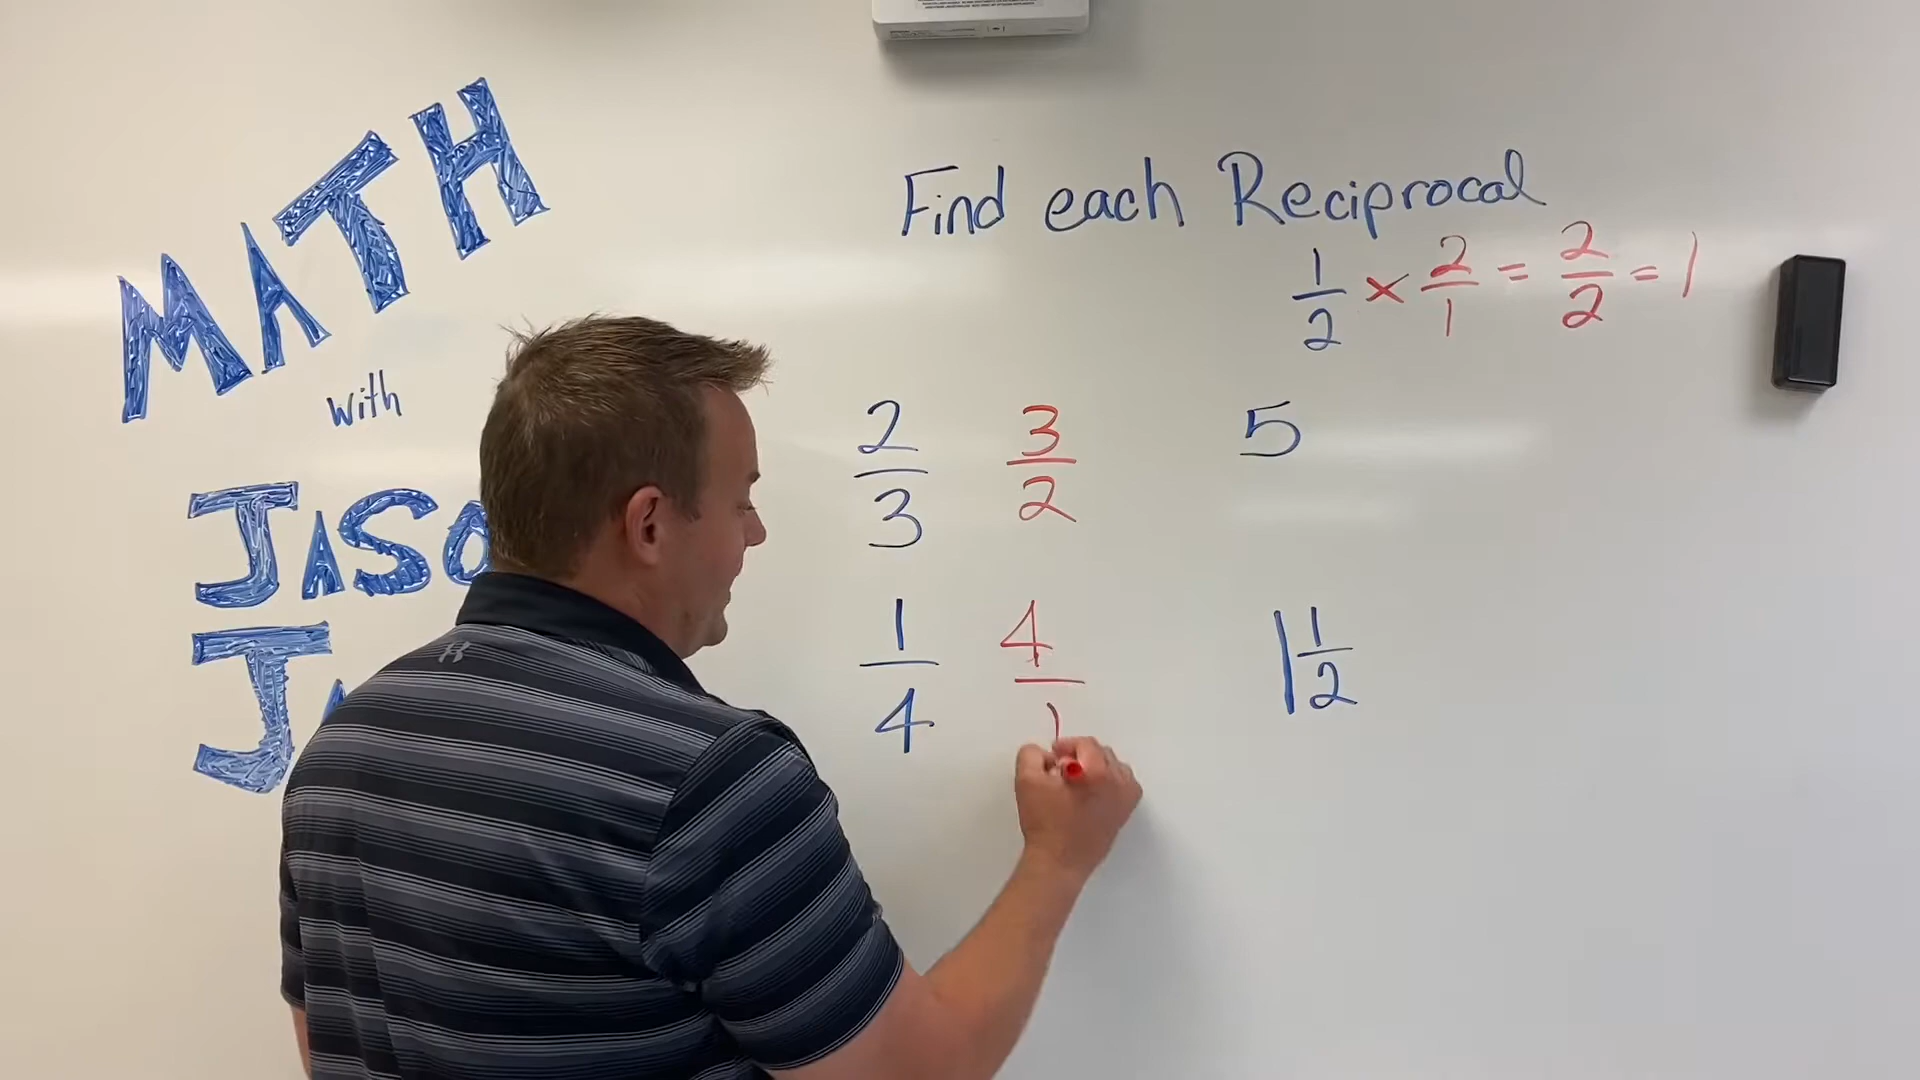 MATH
with
JASO
J
Find each Reciprocal
1/2 × 2/1 = 2/2 = 1
2/3 3/2
5
1/4 4/1
1 1/2